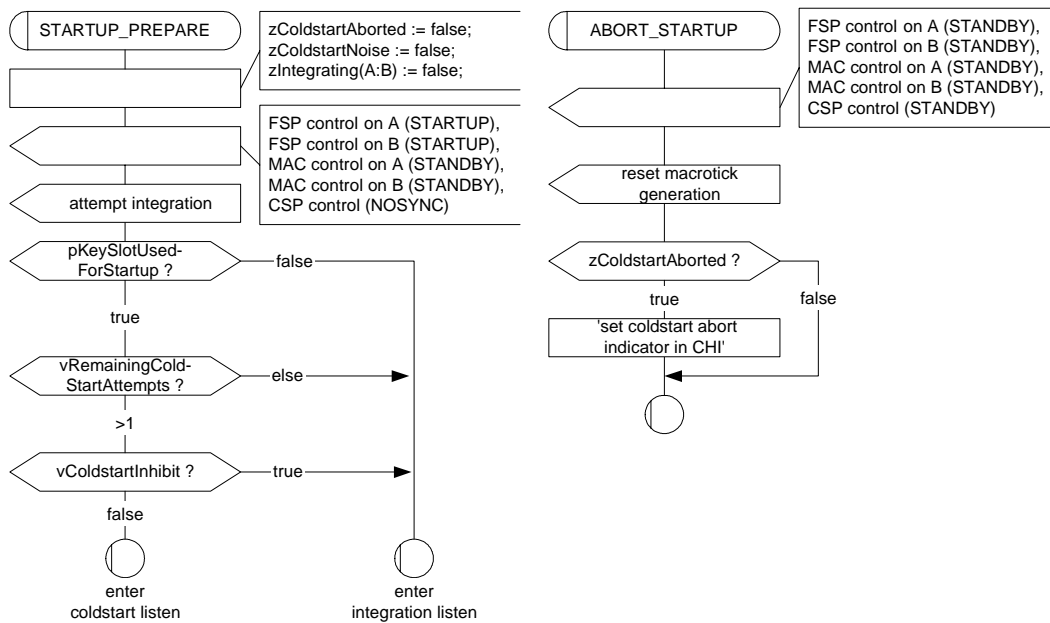 STARTUP_PREPARE
zColdstartAborted := false;
zColdstartNoise := false;
zIntegrating(A:B) := false;
FSP control on A (STARTUP),
FSP control on B (STARTUP),
MAC control on A (STANDBY),
MAC control on B (STANDBY),
CSP control (NOSYNC)
attempt integration
pKeySlotUsed-
ForStartup ?
false
true
vRemainingCold-
StartAttempts ?
else
>1
vColdstartInhibit ?
true
false
enter
coldstart listen
enter
integration listen
ABORT_STARTUP
FSP control on A (STANDBY),
FSP control on B (STANDBY),
MAC control on A (STANDBY),
MAC control on B (STANDBY),
CSP control (STANDBY)
reset macrotick
generation
zColdstartAborted ?
true
false
'set coldstart abort
indicator in CHI'